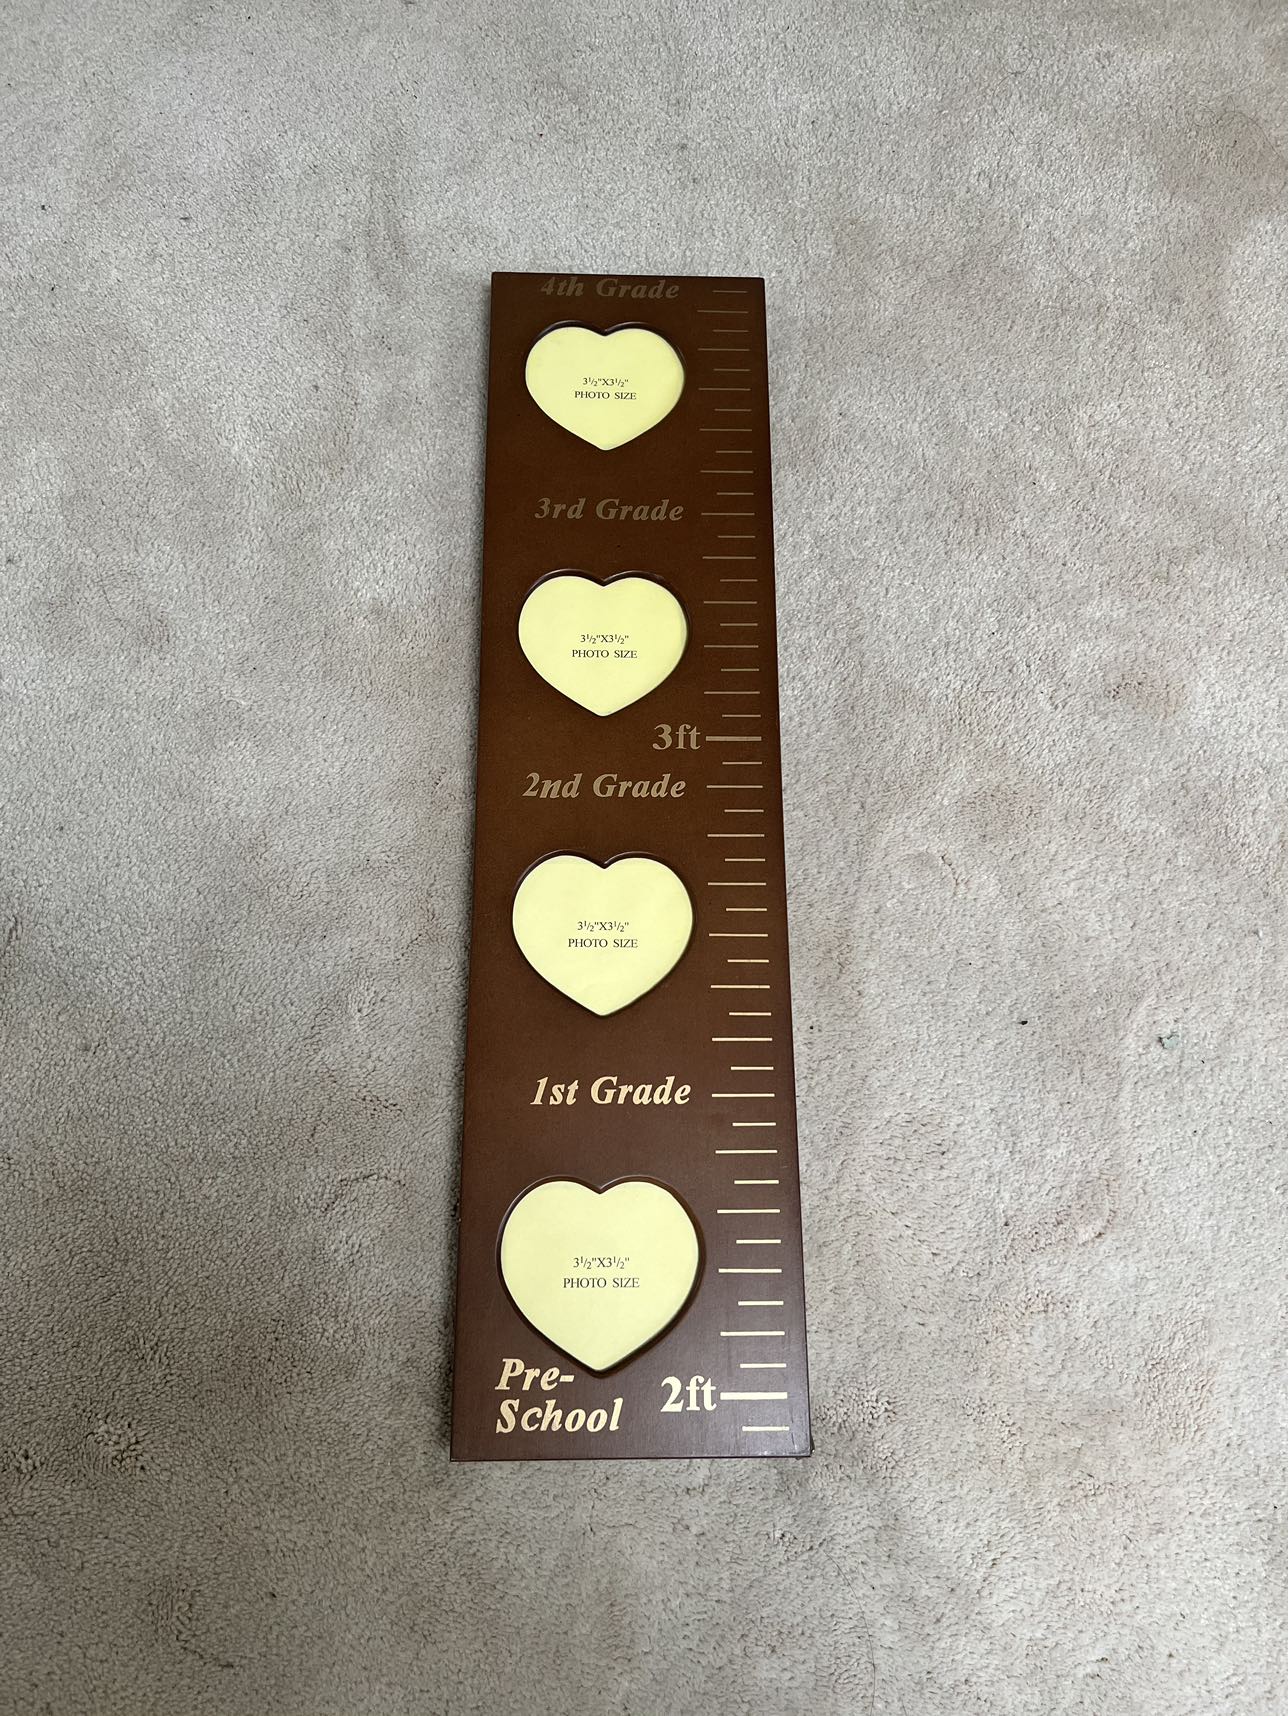 4th Grade
3½"X3½"
PHOTO SIZE
3rd Grade
3½"X3½"
PHOTO SIZE
3ft
2nd Grade
3½"X3½"
PHOTO SIZE
1st Grade
3½"X3½"
PHOTO SIZE
Pre-
School
2ft